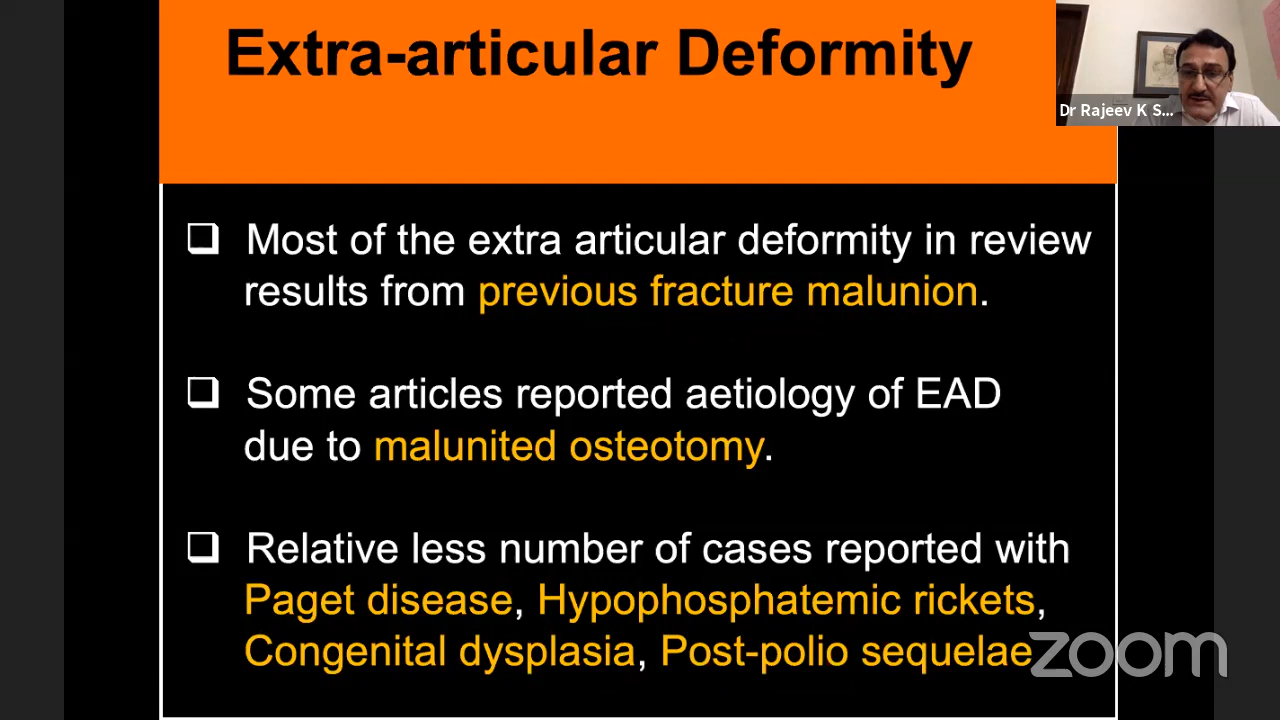 Extra-articular Deformity
Dr Rajeev K S...
Most of the extra articular deformity in review
results from previous fracture malunion.
Some articles reported aetiology of EAD
due to malunited osteotomy.
Relative less number of cases reported with
Paget disease, Hypophosphatemic rickets,
Congenital dysplasia, Post-polio sequelae
zoom